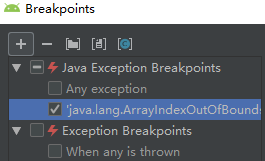 Breakpoints
Java Exception Breakpoints
Any exception
'java.lang.ArrayIndexOutOfBounds
Exception Breakpoints
When any is thrown